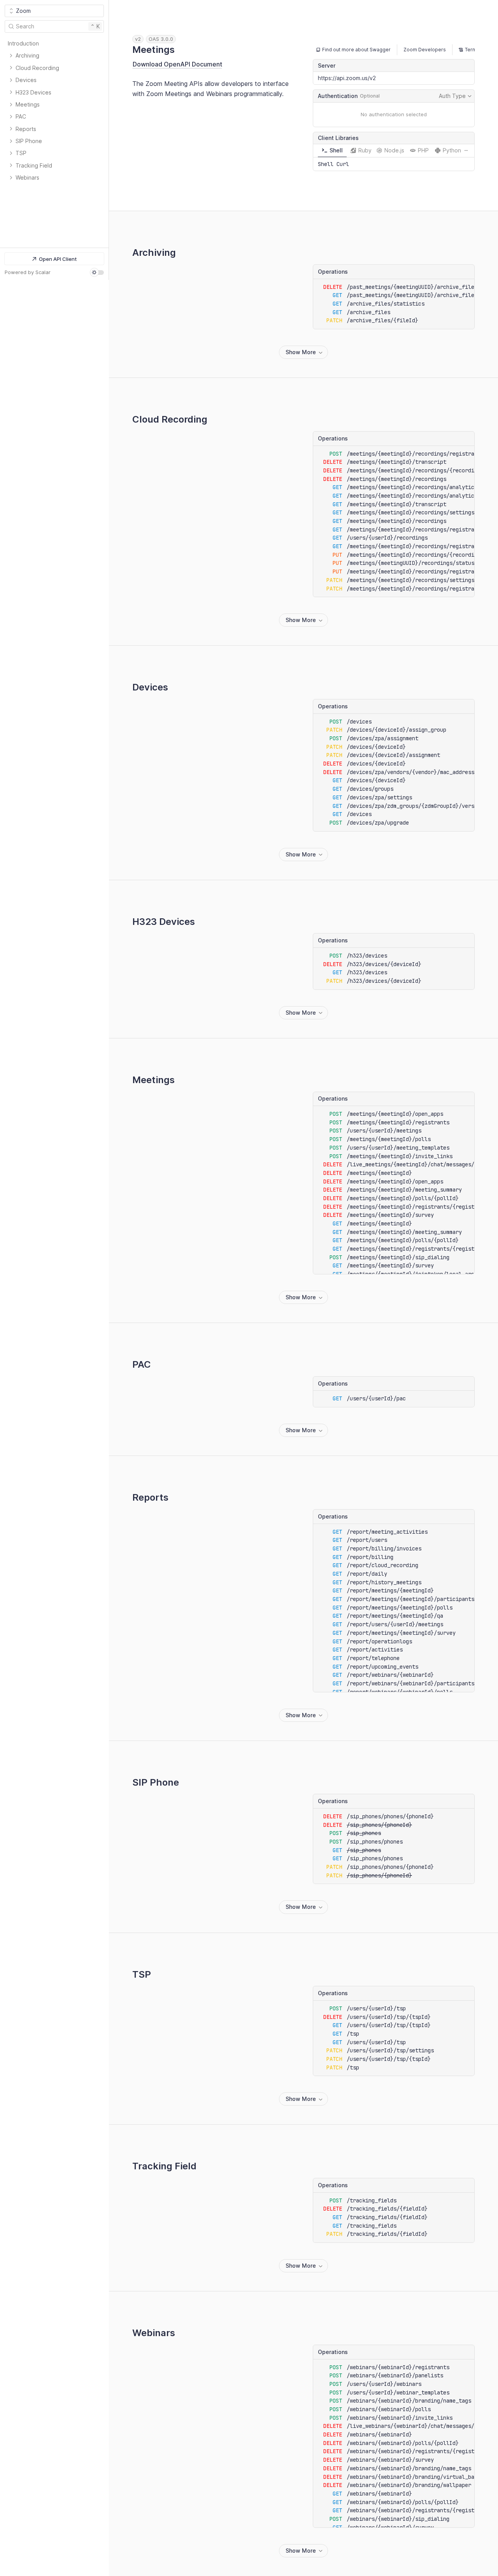 Zoom
Search
⌃ K
Introduction
Archiving
Cloud Recording
Devices
H323 Devices
Meetings
PAC
Reports
SIP Phone
TSP
Tracking Field
Webinars
Open API Client
Powered by Scalar
v2 OAS 3.0.0
Meetings
Download OpenAPI Document
The Zoom Meeting APIs allow developers to interface
with Zoom Meetings and Webinars programmatically.
Find out more about Swagger
Zoom Developers
Tern
Server
https://api.zoom.us/v2
Authentication Optional
Auth Type
No authentication selected
Client Libraries
Shell Ruby Node.js PHP Python
Shell Curl
Archiving
Operations
DELETE /past_meetings/{meetingUUID}/archive_file
GET /past_meetings/{meetingUUID}/archive_file
GET /archive_files/statistics
GET /archive_files
PATCH /archive_files/{fileId}
Show More
Cloud Recording
Operations
POST /meetings/{meetingId}/recordings/registra
DELETE /meetings/{meetingId}/transcript
DELETE /meetings/{meetingId}/recordings/{recordi
DELETE /meetings/{meetingId}/recordings
GET /meetings/{meetingId}/recordings/analytic
GET /meetings/{meetingId}/recordings/analytic
GET /meetings/{meetingId}/transcript
GET /meetings/{meetingId}/recordings/settings
GET /meetings/{meetingId}/recordings
GET /meetings/{meetingId}/recordings/registra
GET /users/{userId}/recordings
GET /meetings/{meetingId}/recordings/registra
PUT /meetings/{meetingId}/recordings/{recordi
PUT /meetings/{meetingUUID}/recordings/status
PUT /meetings/{meetingId}/recordings/registra
PATCH /meetings/{meetingId}/recordings/settings
PATCH /meetings/{meetingId}/recordings/registra
Show More
Devices
Operations
POST /devices
PATCH /devices/{deviceId}/assign_group
POST /devices/zpa/assignment
PATCH /devices/{deviceId}
PATCH /devices/{deviceId}/assignment
DELETE /devices/{deviceId}
DELETE /devices/zpa/vendors/{vendor}/mac_address
GET /devices/{deviceId}
GET /devices/groups
GET /devices/zpa/settings
GET /devices/zpa/zdm_groups/{zdmGroupId}/vers
GET /devices
POST /devices/zpa/upgrade
Show More
H323 Devices
Operations
POST /h323/devices
DELETE /h323/devices/{deviceId}
GET /h323/devices
PATCH /h323/devices/{deviceId}
Show More
Meetings
Operations
POST /meetings/{meetingId}/open_apps
POST /meetings/{meetingId}/registrants
POST /users/{userId}/meetings
POST /meetings/{meetingId}/polls
POST /users/{userId}/meeting_templates
POST /meetings/{meetingId}/invite_links
DELETE /live_meetings/{meetingId}/chat/messages/
DELETE /meetings/{meetingId}
DELETE /meetings/{meetingId}/open_apps
DELETE /meetings/{meetingId}/meeting_summary
DELETE /meetings/{meetingId}/polls/{pollId}
DELETE /meetings/{meetingId}/registrants/{regist
DELETE /meetings/{meetingId}/survey
GET /meetings/{meetingId}
GET /meetings/{meetingId}/meeting_summary
GET /meetings/{meetingId}/polls/{pollId}
GET /meetings/{meetingId}/registrants/{regist
POST /meetings/{meetingId}/sip_dialing
GET /meetings/{meetingId}/survey
Show More
PAC
Operations
GET /users/{userId}/pac
Show More
Reports
Operations
GET /report/meeting_activities
GET /report/users
GET /report/billing/invoices
GET /report/billing
GET /report/cloud_recording
GET /report/daily
GET /report/history_meetings
GET /report/meetings/{meetingId}
GET /report/meetings/{meetingId}/participants
GET /report/meetings/{meetingId}/polls
GET /report/meetings/{meetingId}/qa
GET /report/users/{userId}/meetings
GET /report/meetings/{meetingId}/survey
GET /report/operationlogs
GET /report/activities
GET /report/telephone
GET /report/upcoming_events
GET /report/webinars/{webinarId}
GET /report/webinars/{webinarId}/participants
GET /report/webinars/{webinarId}/polls
Show More
SIP Phone
Operations
DELETE /sip_phones/phones/{phoneId}
DELETE /sip_phones/{phoneId}
POST /sip_phones
POST /sip_phones/phones
GET /sip_phones
GET /sip_phones/phones
PATCH /sip_phones/phones/{phoneId}
PATCH /sip_phones/{phoneId}
Show More
TSP
Operations
POST /users/{userId}/tsp
DELETE /users/{userId}/tsp/{tspId}
GET /users/{userId}/tsp/{tspId}
GET /tsp
GET /users/{userId}/tsp
PATCH /users/{userId}/tsp/settings
PATCH /users/{userId}/tsp/{tspId}
PATCH /tsp
Show More
Tracking Field
Operations
POST /tracking_fields
DELETE /tracking_fields/{fieldId}
GET /tracking_fields/{fieldId}
GET /tracking_fields
PATCH /tracking_fields/{fieldId}
Show More
Webinars
Operations
POST /webinars/{webinarId}/registrants
POST /webinars/{webinarId}/panelists
POST /users/{userId}/webinars
POST /users/{userId}/webinar_templates
POST /webinars/{webinarId}/branding/name_tags
POST /webinars/{webinarId}/polls
POST /webinars/{webinarId}/invite_links
DELETE /live_webinars/{webinarId}/chat/messages/
DELETE /webinars/{webinarId}
DELETE /webinars/{webinarId}/polls/{pollId}
DELETE /webinars/{webinarId}/registrants/{regist
DELETE /webinars/{webinarId}/survey
DELETE /webinars/{webinarId}/branding/name_tags
DELETE /webinars/{webinarId}/branding/virtual_ba
DELETE /webinars/{webinarId}/branding/wallpaper
GET /webinars/{webinarId}
GET /webinars/{webinarId}/polls/{pollId}
GET /webinars/{webinarId}/registrants/{regist
POST /webinars/{webinarId}/sip_dialing
GET /webinars/{webinarId}/survey
Show More